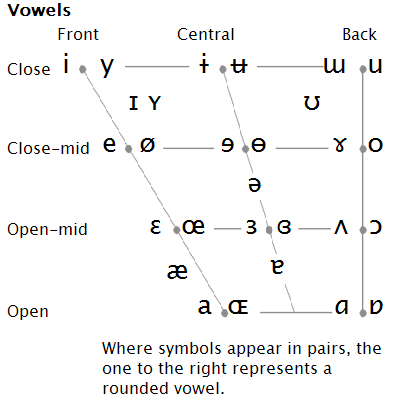 Vowels
Front Central Back
Close i y ɨ ʉ ɯ u
ɪ ʏ ʊ
Close-mid e ø ɘ ɵ ɤ o
ə
Open-mid ɛ œ ɜ ɞ ʌ ɔ
æ ɐ
Open a ɶ ɑ ɒ
Where symbols appear in pairs, the
one to the right represents a
rounded vowel.